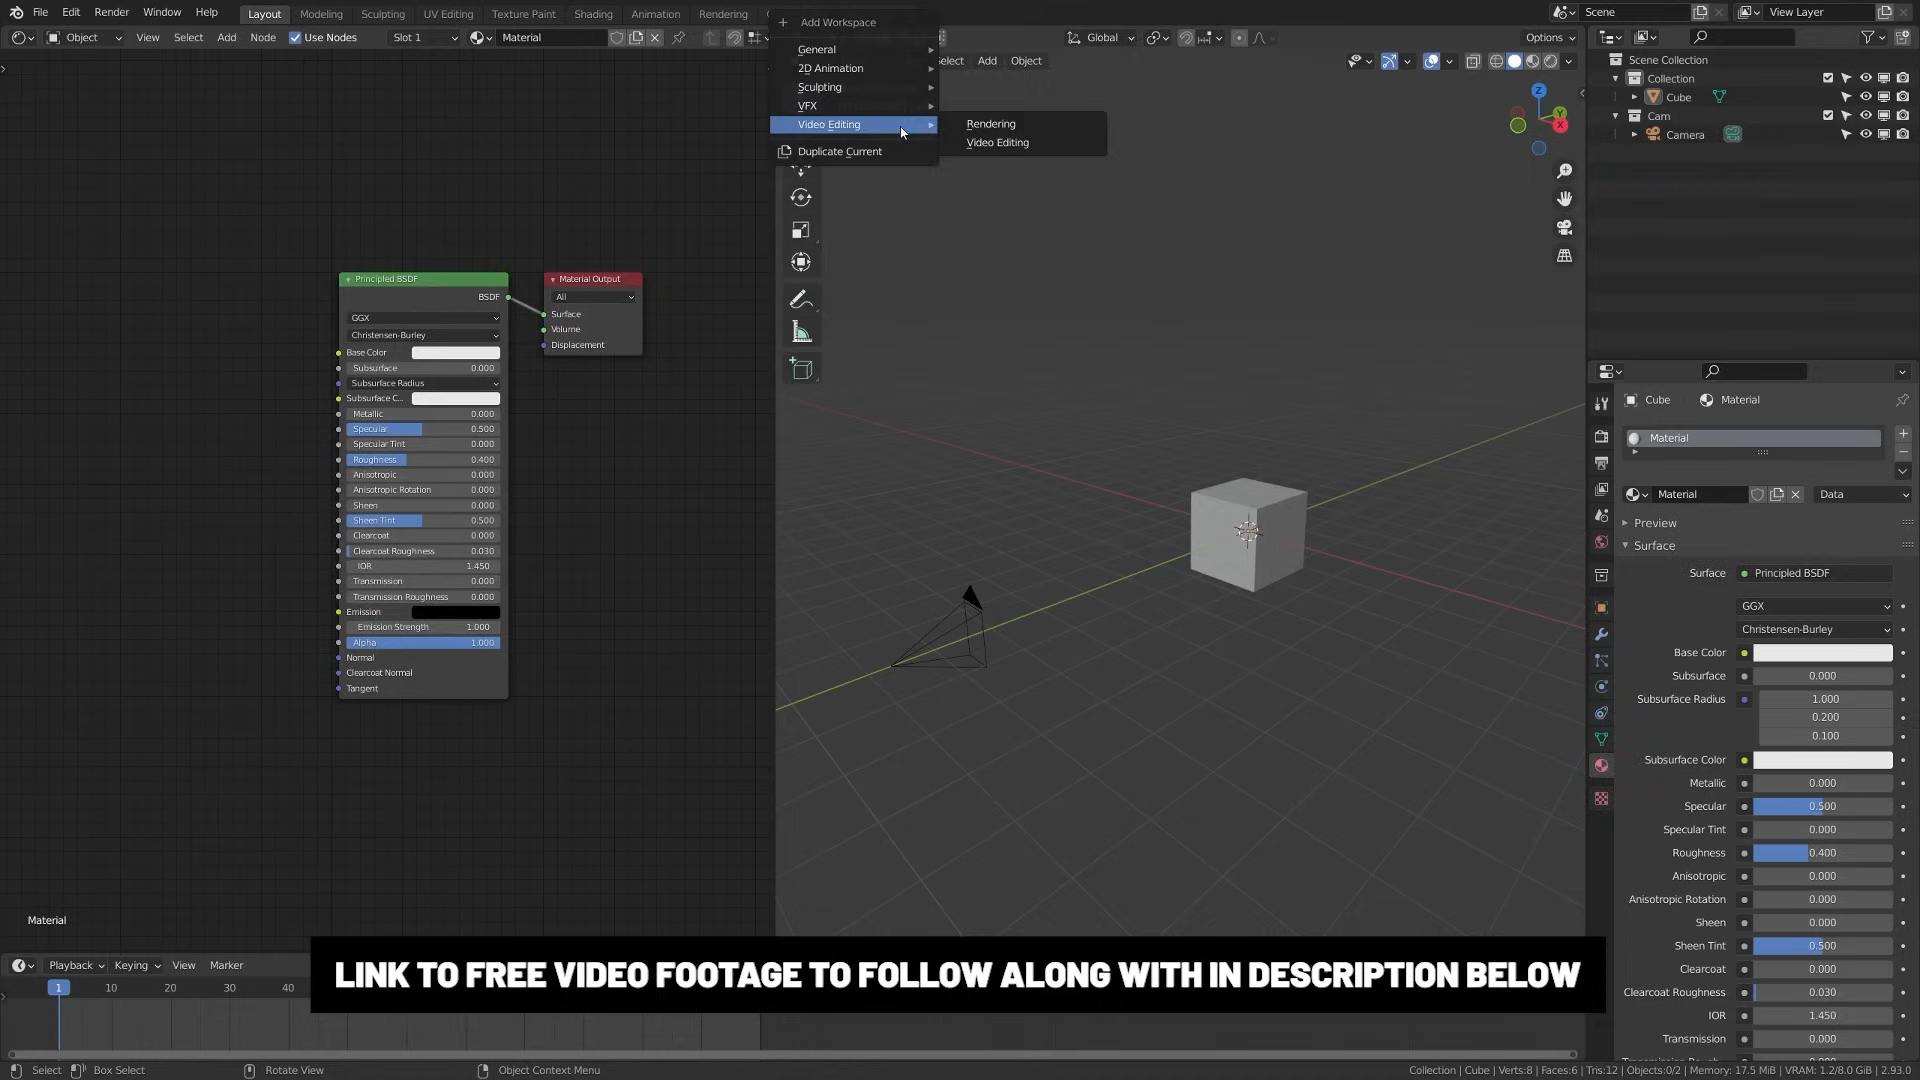 File Edit Render Window Help Layout Modeling Sculpting UV Editing Texture Paint Shading Animation Rendering
+ Add Workspace
Scene View Layer
Object View Select Add Node Use Nodes Slot 1 Material
Global Options
General
2D Animation
Sculpting
VFX
Video Editing
Duplicate Current
Rendering
Video Editing
elect Add Object
Z
Y
X
Scene Collection
Collection
Cube
Cam
Camera
Principled BSDF
BSDF
GGX
Christensen-Burley
Base Color
Subsurface 0.000
Subsurface Radius
Subsurface C...
Metallic 0.000
Specular 0.500
Specular Tint 0.000
Roughness 0.400
Anisotropic 0.000
Anisotropic Rotation 0.000
Sheen 0.000
Sheen Tint 0.500
Clearcoat 0.000
Clearcoat Roughness 0.030
IOR 1.450
Transmission 0.000
Transmission Roughness 0.000
Emission
Emission Strength 1.000
Alpha 1.000
Normal
Clearcoat Normal
Tangent
Material Output
All
Surface
Volume
Displacement
Cube Material
Material
Material Data
Preview
Surface
Surface Principled BSDF
GGX
Christensen-Burley
Base Color
Subsurface 0.000
Subsurface Radius 1.000
0.200
0.100
Subsurface Color
Metallic 0.000
Specular 0.500
Specular Tint 0.000
Roughness 0.400
Anisotropic 0.000
Anisotropic Rotation 0.000
Sheen 0.000
Sheen Tint 0.500
Clearcoat 0.000
Clearcoat Roughness 0.030
IOR 1.450
Transmission 0.000
Material
Playback Keying View Marker
1 10 20 30 40
LINK TO FREE VIDEO FOOTAGE TO FOLLOW ALONG WITH IN DESCRIPTION BELOW
Select Box Select Rotate View Object Context Menu
Collection | Cube | Verts:8 | Faces:6 | Tris:12 | Objects:0/2 | Memory: 17.5 MiB | VRAM: 1.2/8.0 GiB | 2.93.0